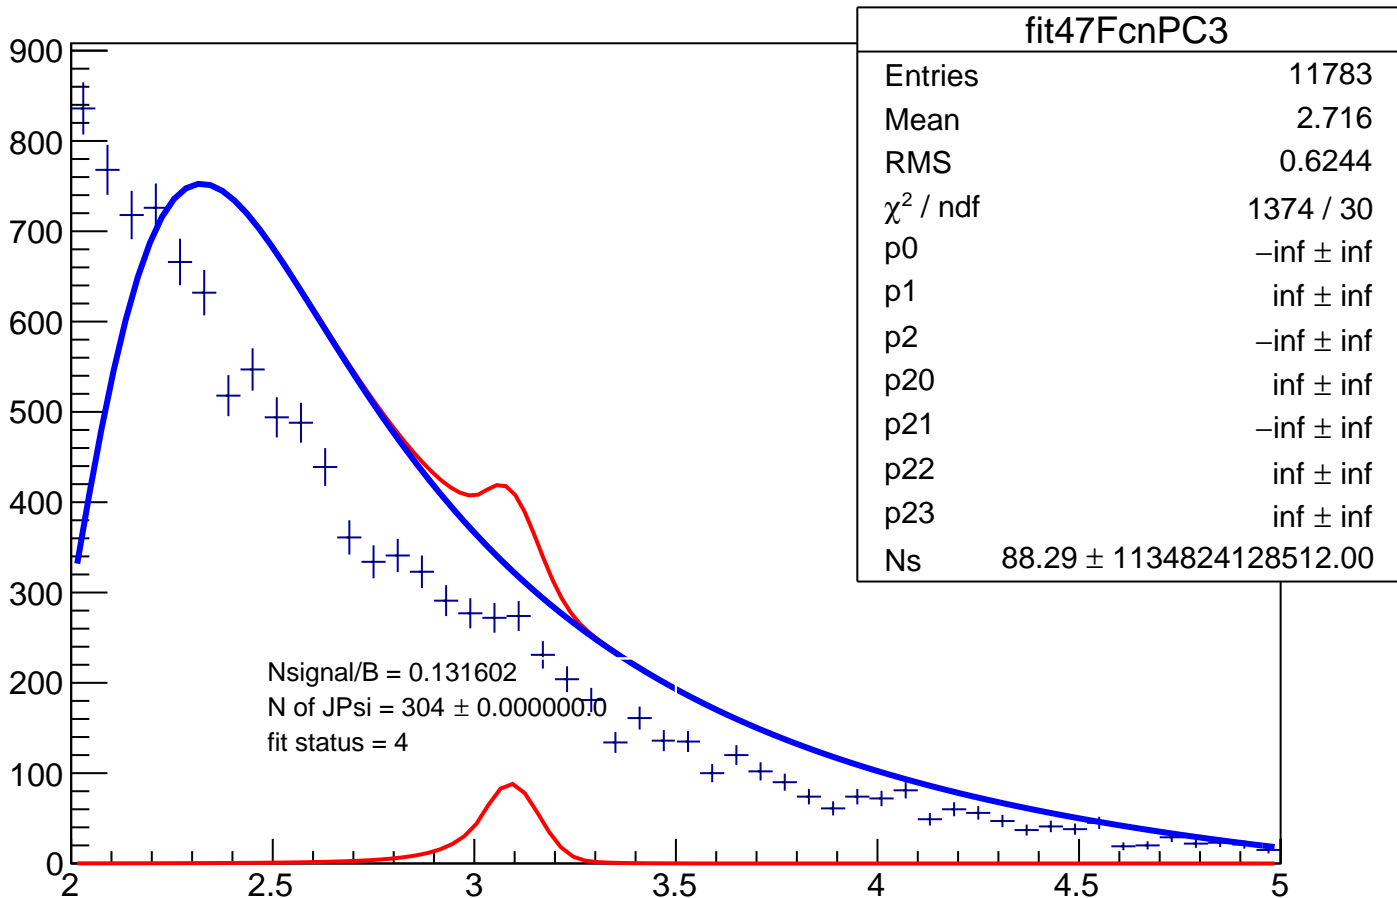 fit47FcnPC3
Entries 11783
Mean 2.716
RMS 0.6244
χ² / ndf 1374 / 30
p0 −inf ± inf
p1 inf ± inf
p2 −inf ± inf
p20 inf ± inf
p21 −inf ± inf
p22 inf ± inf
p23 inf ± inf
Ns 88.29 ± 1134824128512.00
900
800
700
600
500
400
300
200
100
0
Nsignal/B = 0.131602
N of JPsi = 304 ± 0.000000.0
fit status = 4
2 2.5 3 3.5 4 4.5 5